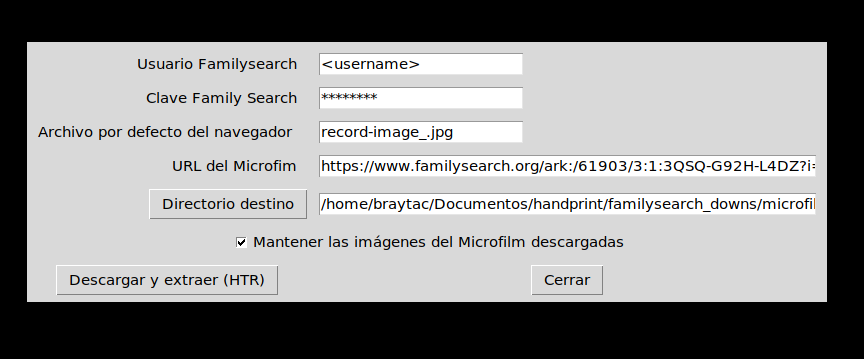 Usuario Familysearch <username>
Clave Family Search ********
Archivo por defecto del navegador record-image_.jpg
URL del Microfim https://www.familysearch.org/ark:/61903/3:1:3QSQ-G92H-L4DZ?i=
Directorio destino /home/braytac/Documentos/handprint/familysearch_downs/microfil
Mantener las imágenes del Microfilm descargadas
Descargar y extraer (HTR) Cerrar